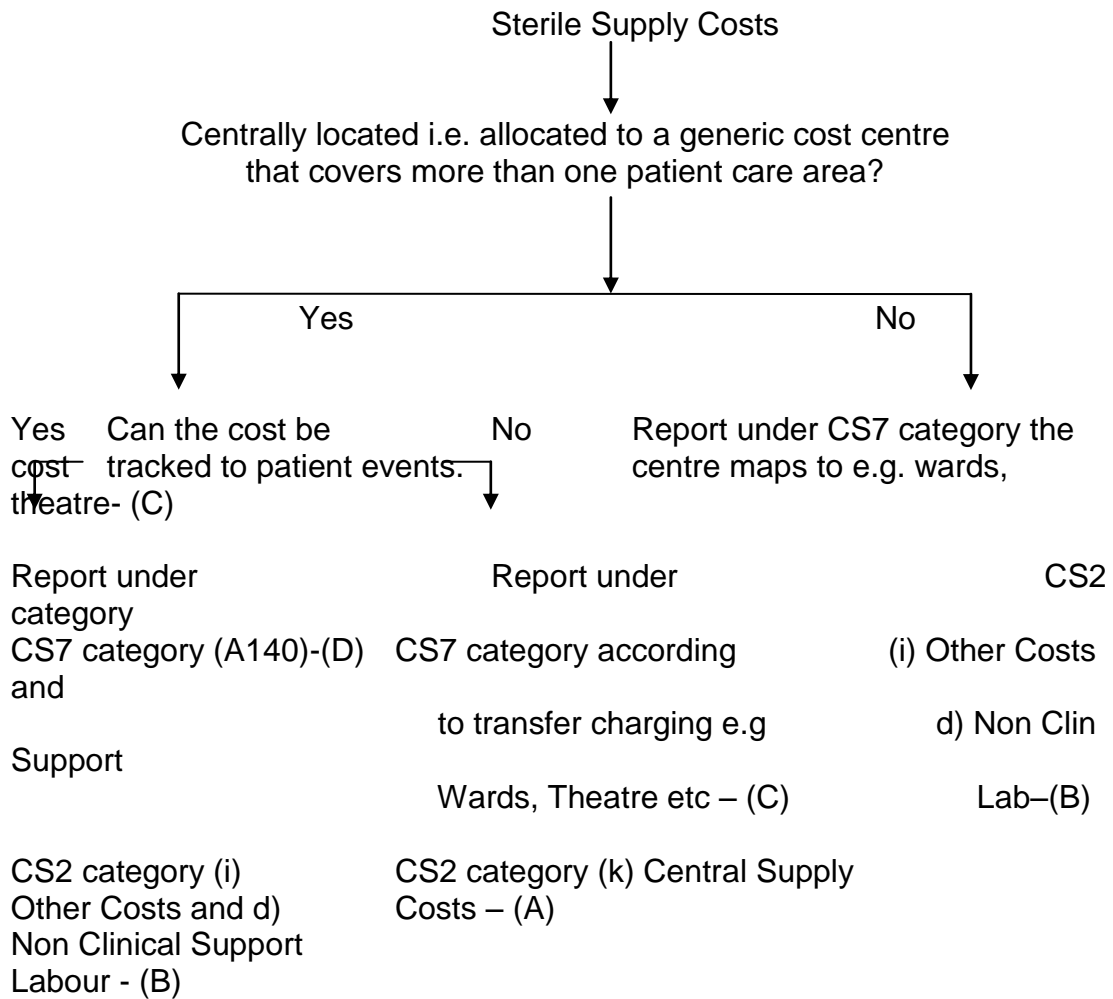 Sterile Supply Costs
Centrally located i.e. allocated to a generic cost centre
that covers more than one patient care area?
Yes No
Yes Can the cost be No Report under CS7 category the
cost tracked to patient events. centre maps to e.g. wards,
theatre- (C)
Report under Report under CS2
category
CS7 category (A140)-(D) CS7 category according (i) Other Costs
and
to transfer charging e.g d) Non Clin
Support
Wards, Theatre etc – (C) Lab–(B)
CS2 category (i) CS2 category (k) Central Supply
Other Costs and d) Costs – (A)
Non Clinical Support
Labour - (B)